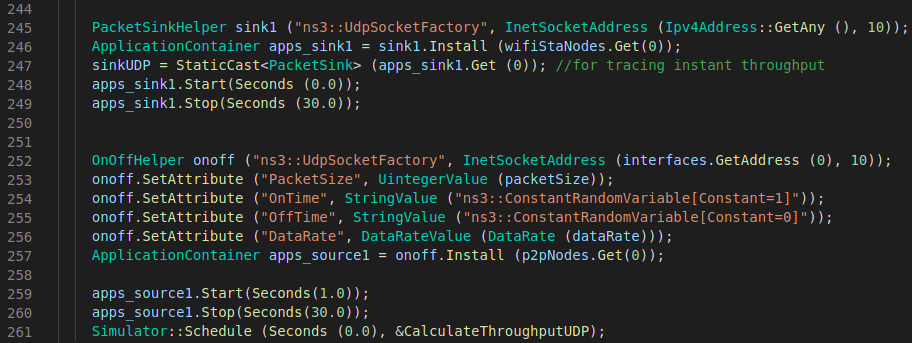 244
245 PacketSinkHelper sink1 ("ns3::UdpSocketFactory", InetSocketAddress (Ipv4Address::GetAny (), 10));
246 ApplicationContainer apps_sink1 = sink1.Install (wifiStaNodes.Get(0));
247 sinkUDP = StaticCast<PacketSink> (apps_sink1.Get (0)); //for tracing instant throughput
248 apps_sink1.Start(Seconds (0.0));
249 apps_sink1.Stop(Seconds (30.0));
250
251
252 OnOffHelper onoff ("ns3::UdpSocketFactory", InetSocketAddress (interfaces.GetAddress (0), 10));
253 onoff.SetAttribute ("PacketSize", UintegerValue (packetSize));
254 onoff.SetAttribute ("OnTime", StringValue ("ns3::ConstantRandomVariable[Constant=1]"));
255 onoff.SetAttribute ("OffTime", StringValue ("ns3::ConstantRandomVariable[Constant=0]"));
256 onoff.SetAttribute ("DataRate", DataRateValue (DataRate (dataRate)));
257 ApplicationContainer apps_source1 = onoff.Install (p2pNodes.Get(0));
258
259 apps_source1.Start(Seconds(1.0));
260 apps_source1.Stop(Seconds(30.0));
261 Simulator::Schedule (Seconds (0.0), &CalculateThroughputUDP);